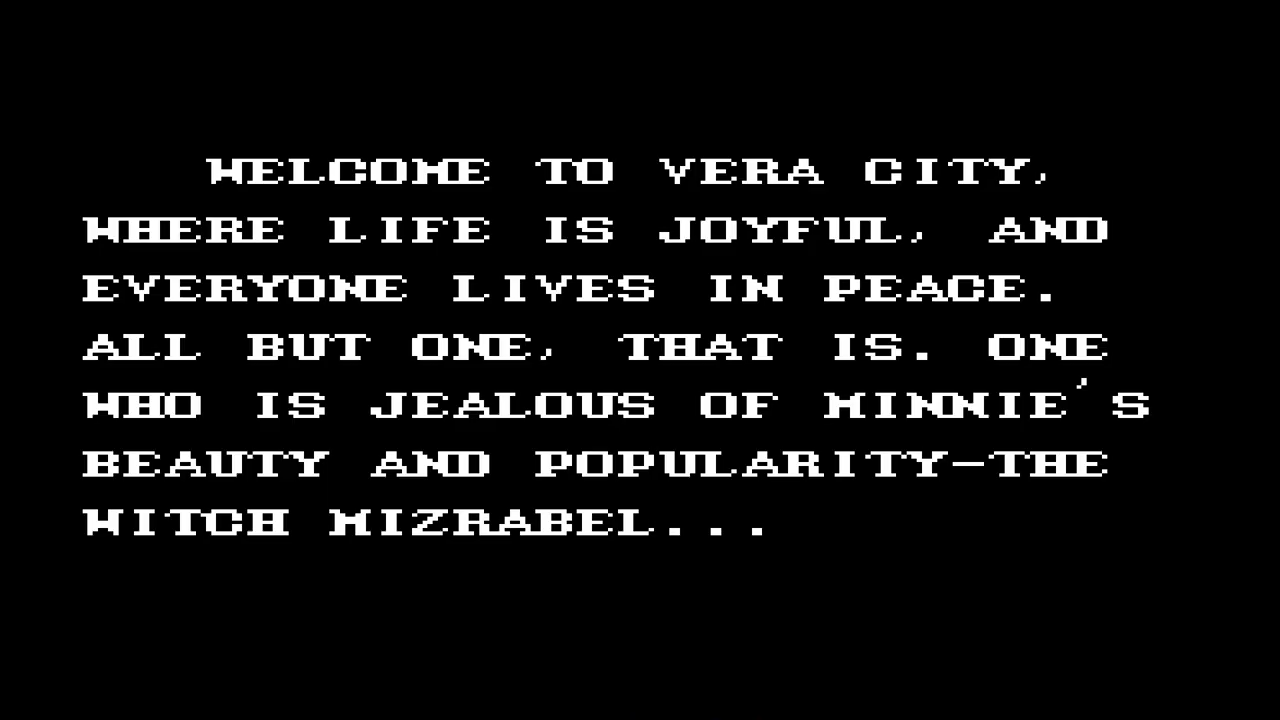 WELCOME TO VERA CITY,
WHERE LIFE IS JOYFUL, AND
EVERYONE LIVES IN PEACE.
ALL BUT ONE, THAT IS. ONE
WHO IS JEALOUS OF MINNIE'S
BEAUTY AND POPULARITY-THE
WITCH MIZRABEL...